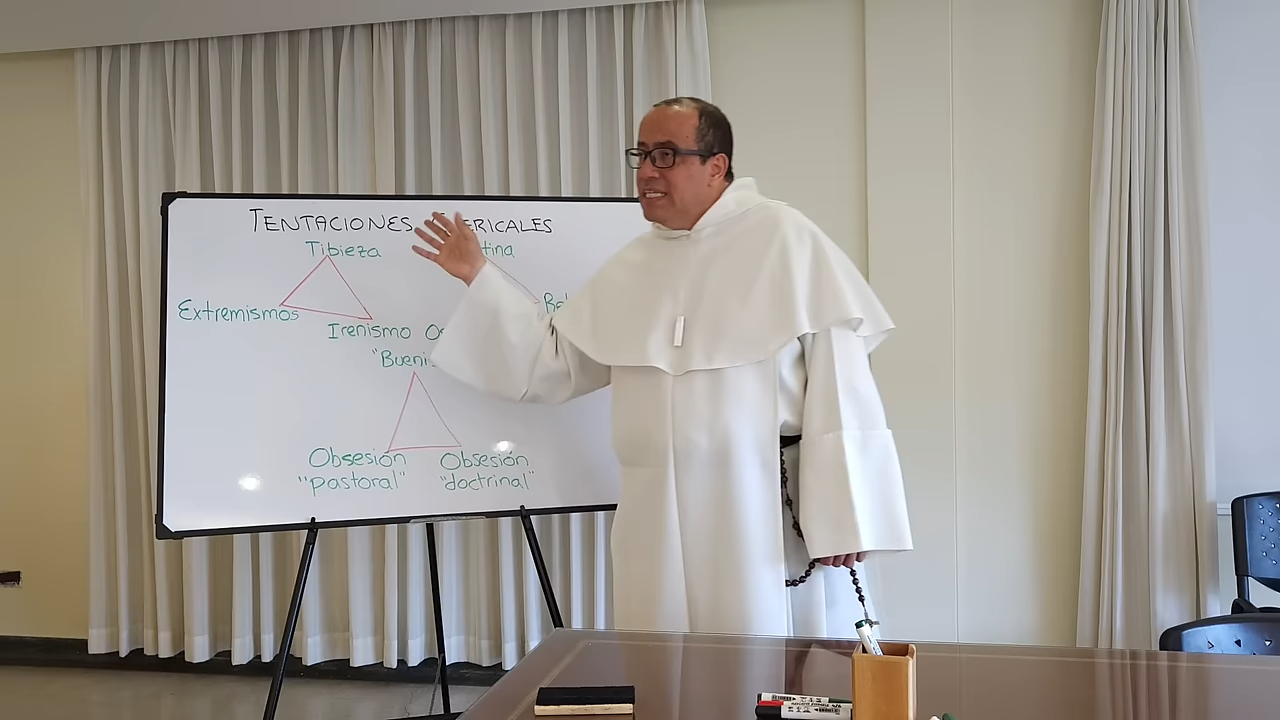 TENTACIONES
Tibieza
Extremismos
Irenismo
Obsesión
"pastoral"
Obsesión
"doctrinal"